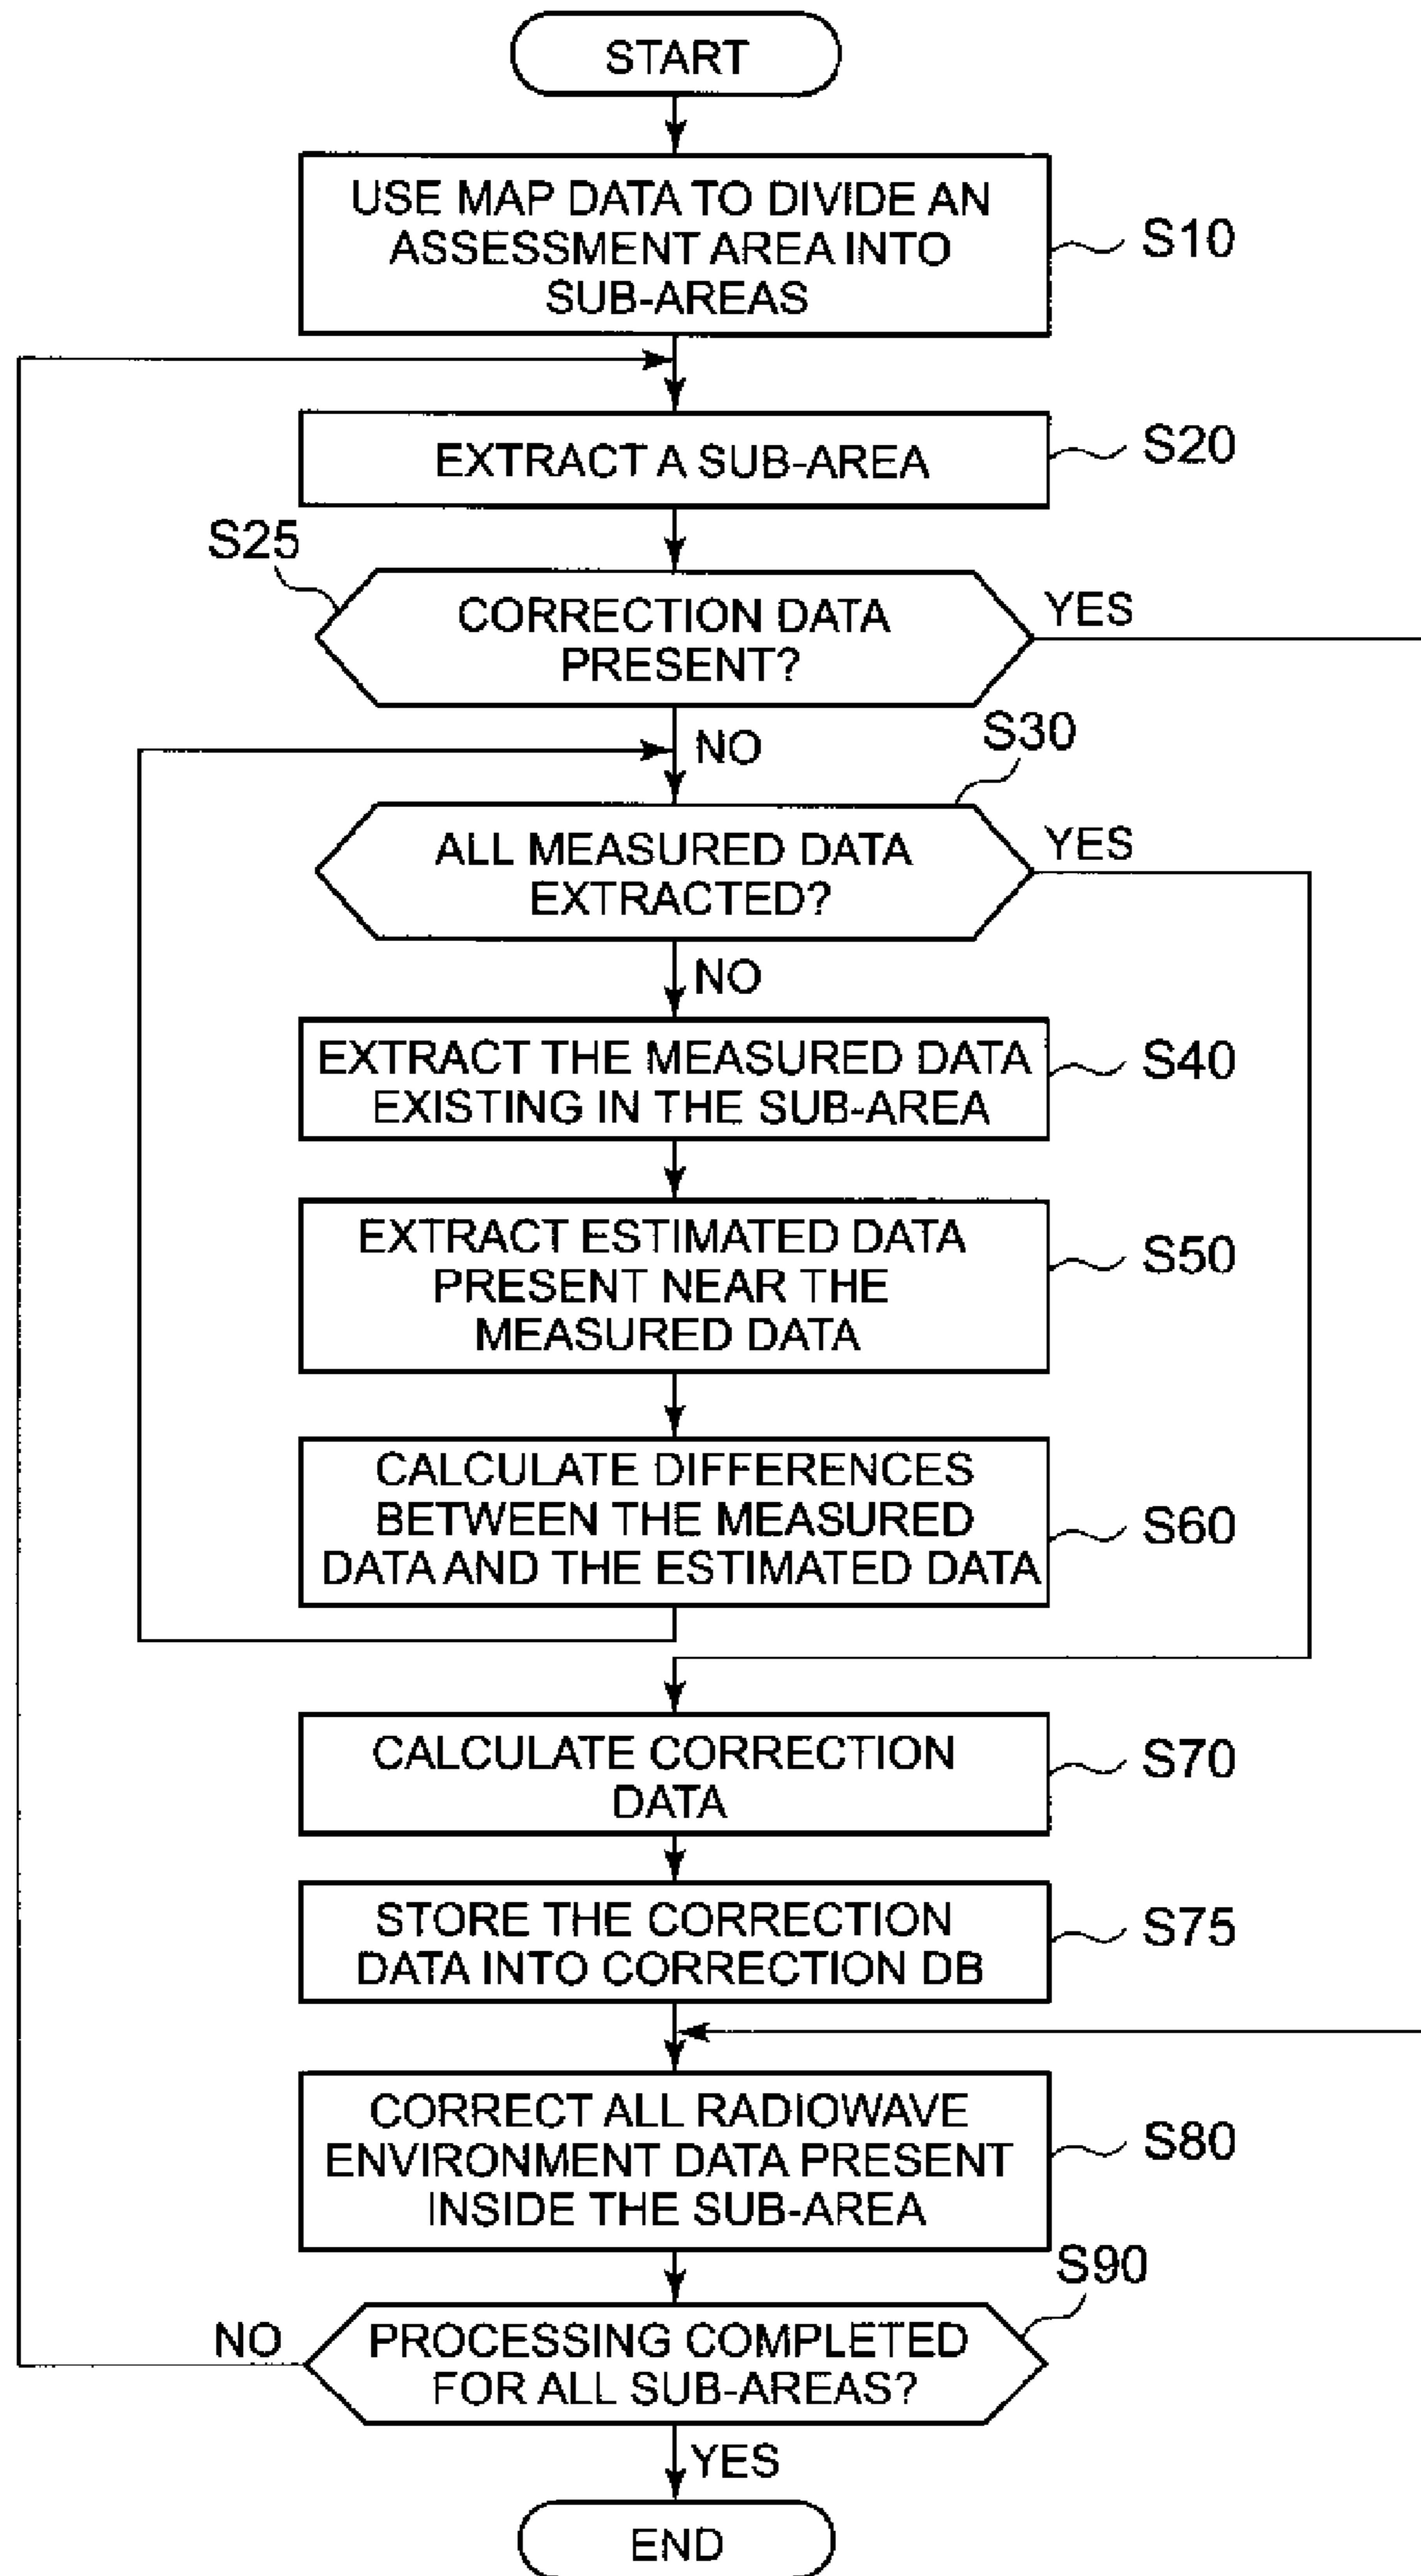 START
USE MAP DATA TO DIVIDE AN
ASSESSMENT AREA INTO
SUB-AREAS
S10
EXTRACT A SUB-AREA
S20
S25
CORRECTION DATA
PRESENT?
YES
NO
S30
ALL MEASURED DATA
EXTRACTED?
YES
NO
EXTRACT THE MEASURED DATA
EXISTING IN THE SUB-AREA
S40
EXTRACT ESTIMATED DATA
PRESENT NEAR THE
MEASURED DATA
S50
CALCULATE DIFFERENCES
BETWEEN THE MEASURED
DATA AND THE ESTIMATED DATA
S60
CALCULATE CORRECTION
DATA
S70
STORE THE CORRECTION
DATA INTO CORRECTION DB
S75
CORRECT ALL RADIOWAVE
ENVIRONMENT DATA PRESENT
INSIDE THE SUB-AREA
S80
S90
NO
PROCESSING COMPLETED
FOR ALL SUB-AREAS?
YES
END